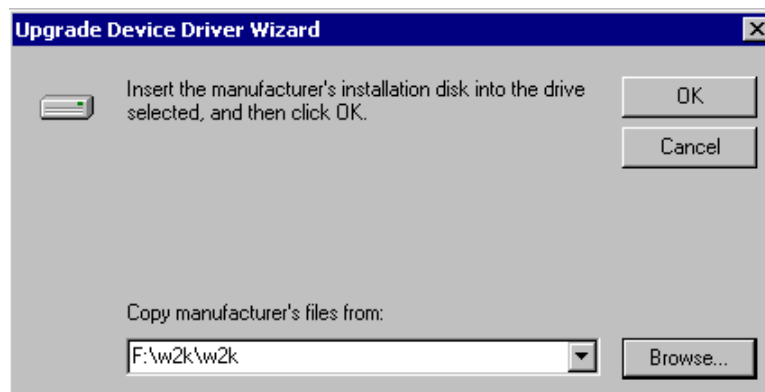 Upgrade Device Driver Wizard
Insert the manufacturer's installation disk into the drive
selected, and then click OK.
OK
Cancel
Copy manufacturer's files from:
F:\w2k\w2k
Browse...